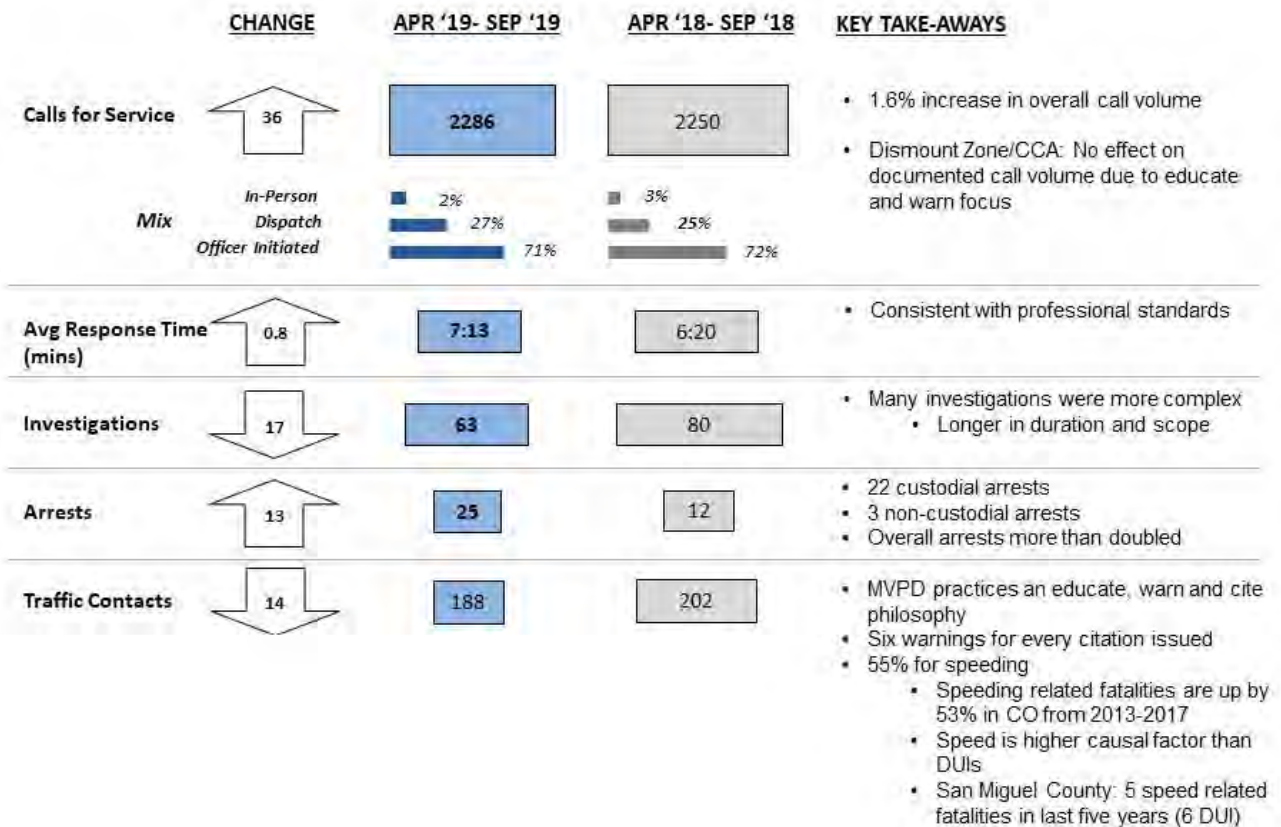 CHANGE APR '19- SEP '19 APR '18- SEP '18 KEY TAKE-AWAYS
Calls for Service 36 2286 2250
• 1.6% increase in overall call volume
• Dismount Zone/CCA: No effect on
documented call volume due to educate
and warn focus
Mix
In-Person 2% 3%
Dispatch 27% 25%
Officer Initiated 71% 72%
Avg Response Time
(mins)
0.8 7:13 6:20
• Consistent with professional standards
Investigations 17 63 80
• Many investigations were more complex
• Longer in duration and scope
Arrests 13 25 12
• 22 custodial arrests
• 3 non-custodial arrests
• Overall arrests more than doubled
Traffic Contacts 14 188 202
• MVPD practices an educate, warn and cite
philosophy
• Six warnings for every citation issued
• 55% for speeding
• Speeding related fatalities are up by
53% in CO from 2013-2017
• Speed is higher causal factor than
DUIs
• San Miguel County: 5 speed related
fatalities in last five years (6 DUI)